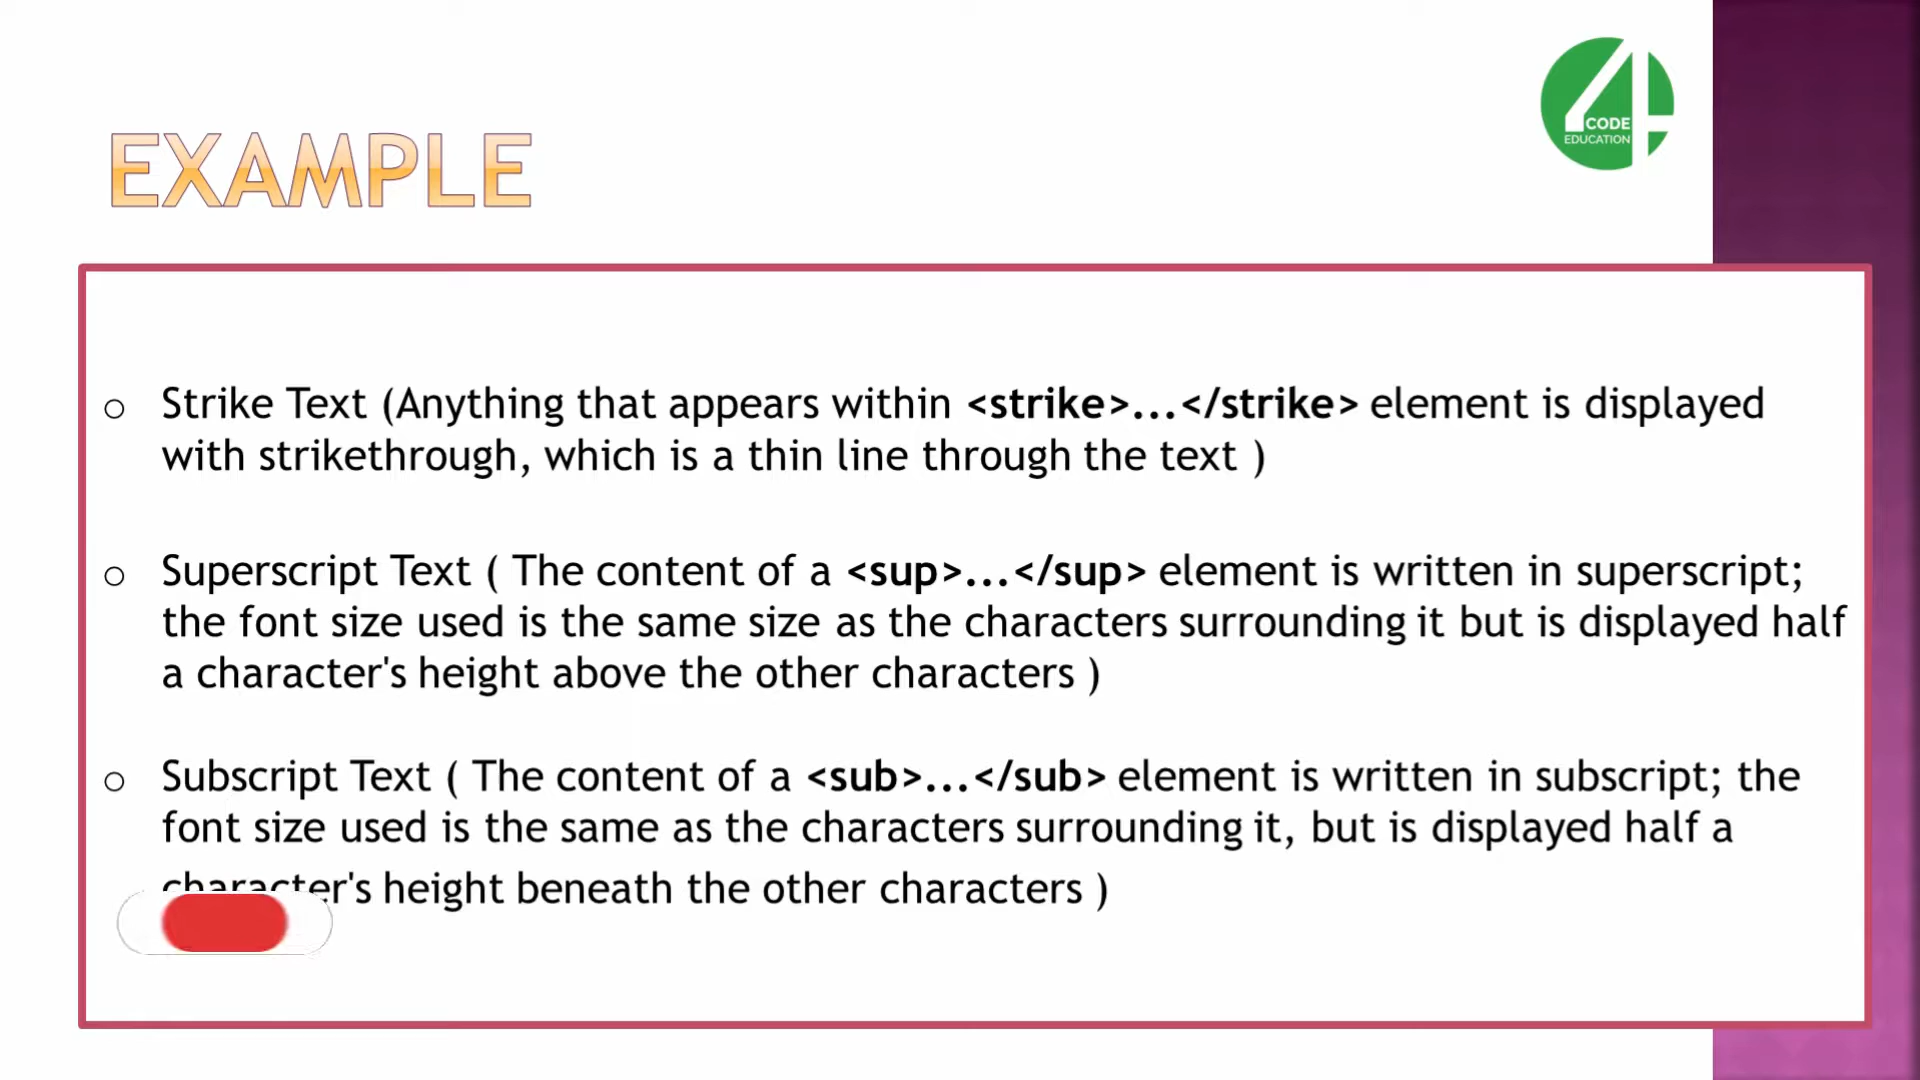 4
CODE
EDUCATION
EXAMPLE
o Strike Text (Anything that appears within <strike>...</strike> element is displayed
with strikethrough, which is a thin line through the text )
o Superscript Text ( The content of a <sup>...</sup> element is written in superscript;
the font size used is the same size as the characters surrounding it but is displayed half
a character's height above the other characters )
o Subscript Text ( The content of a <sub>...</sub> element is written in subscript; the
font size used is the same as the characters surrounding it, but is displayed half a
character's height beneath the other characters )